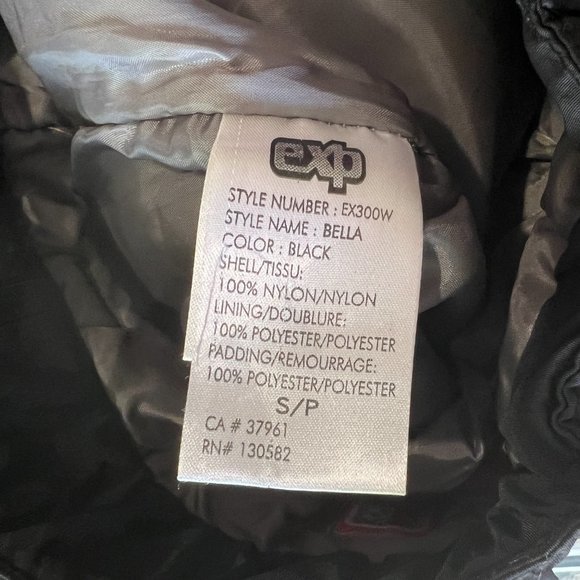 exp
STYLE NUMBER : EX300W
STYLE NAME : BELLA
COLOR : BLACK
SHELL/TISSU:
100% NYLON/NYLON
LINING/DOUBLURE:
100% POLYESTER/POLYESTER
PADDING/REMOURRAGE:
100% POLYESTER/POLYESTER
S/P
CA # 37961
RN# 130582